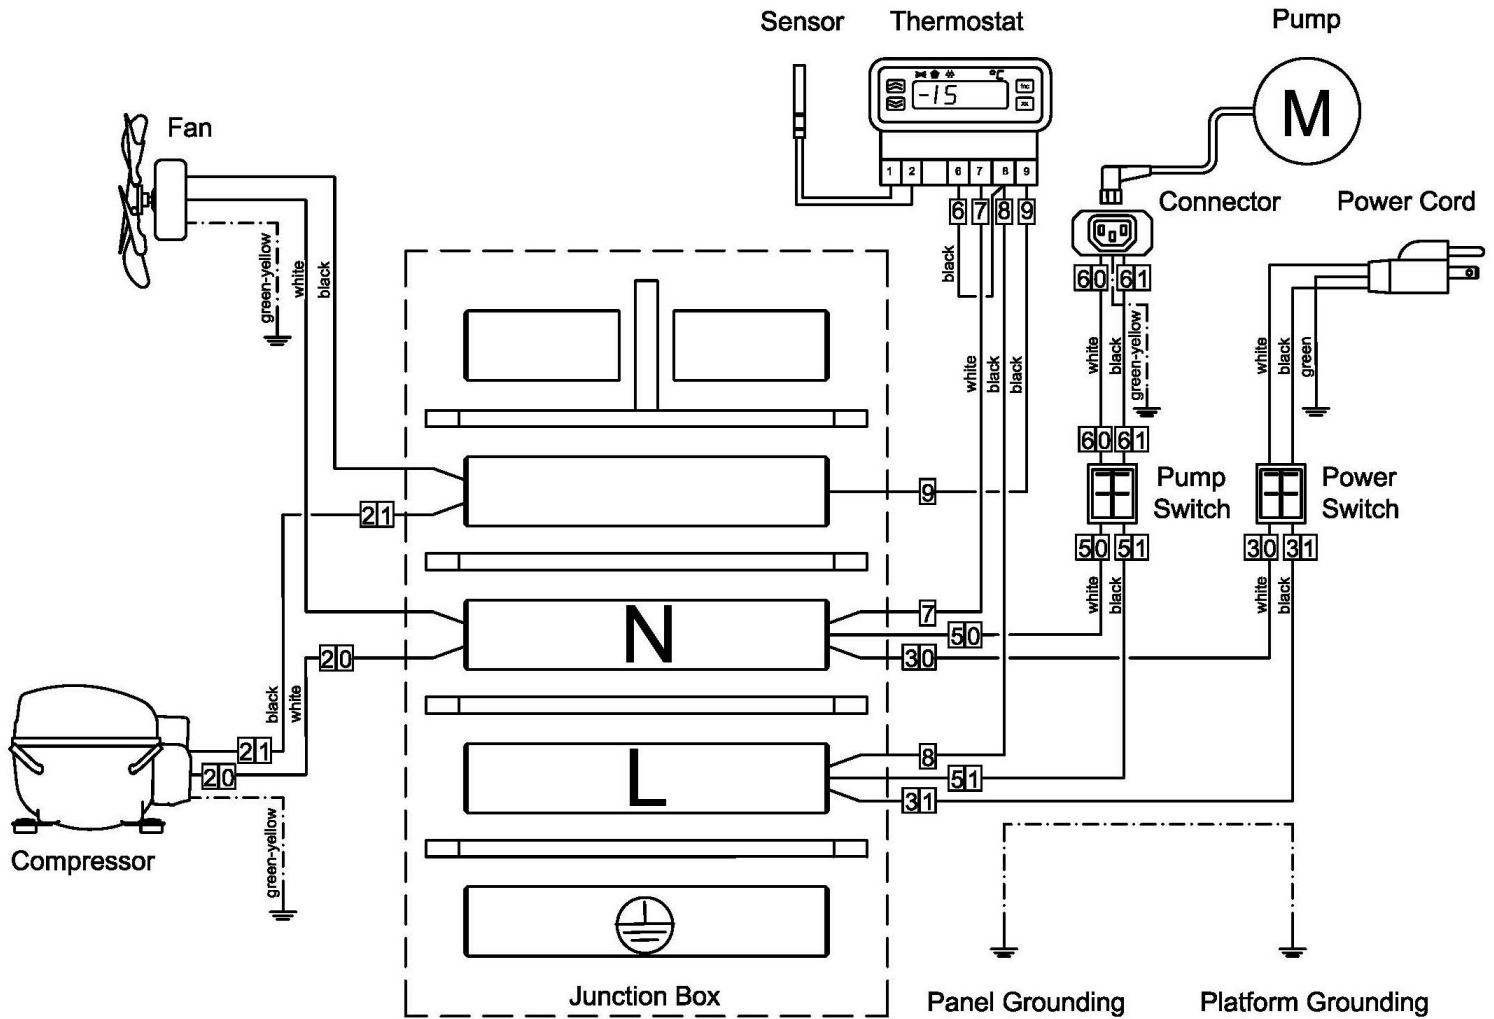 Sensor
Thermostat
Pump
°C
fnc
-15
M
Fan
1 2 6 7 8 9
Connector
Power Cord
6 7 8 9
60 61
green-yellow
white
black
black
white
black
green-yellow
white
black
black
white
black
green
60 61
Pump
Switch
Power
Switch
9
21
50 51
30 31
white
black
white
black
N
7
50
30
20
black
white
21
20
L
8
51
31
green-yellow
Compressor
Junction Box
Panel Grounding
Platform Grounding